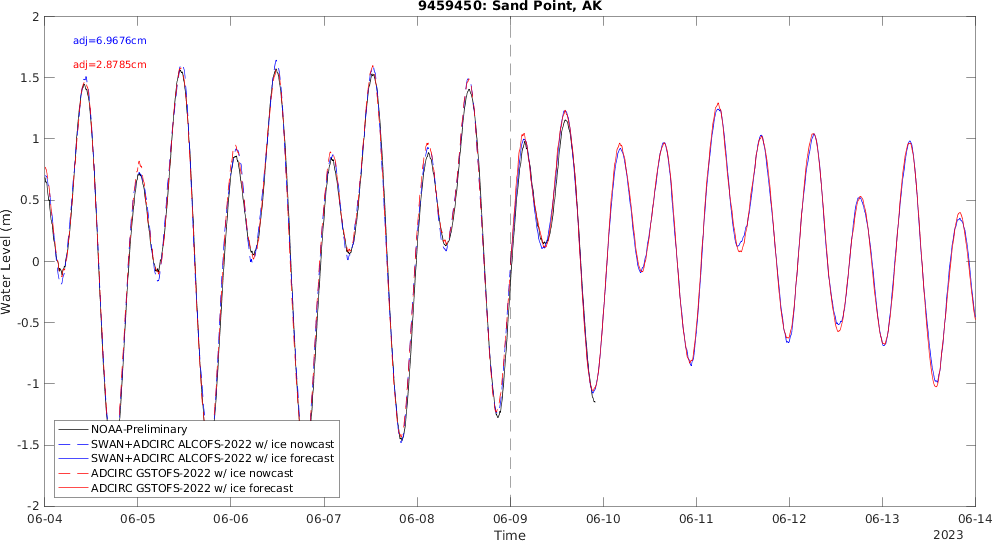 9459450: Sand Point, AK
adj=6.9676cm
adj=2.8785cm
Water Level (m)
2
1.5
1
0.5
0
-0.5
-1
-1.5
-2
NOAA-Preliminary
SWAN+ADCIRC ALCOFS-2022 w/ ice nowcast
SWAN+ADCIRC ALCOFS-2022 w/ ice forecast
ADCIRC GSTOFS-2022 w/ ice nowcast
ADCIRC GSTOFS-2022 w/ ice forecast
06-04 06-05 06-06 06-07 06-08 06-09 06-10 06-11 06-12 06-13 06-14
Time
2023